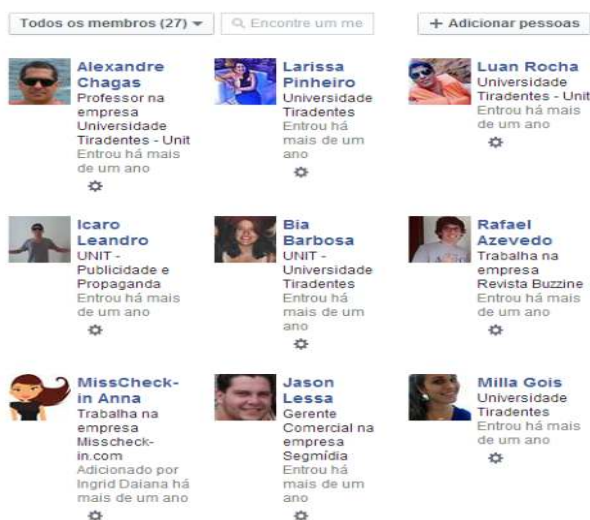 Todos os membros (27)
Encontre um me
+ Adicionar pessoas
Alexandre
Chagas
Professor na
empresa
Universidade
Tiradentes - Unit
Entrou há mais
de um ano
Larissa
Pinheiro
Universidade
Tiradentes
Entrou há
mais de um
ano
Luan Rocha
Universidade
Tiradentes - Unit
Entrou há mais
de um ano
Icaro
Leandro
UNIT -
Publicidade e
Propaganda
Entrou há mais
de um ano
Bia
Barbosa
UNIT -
Universidade
Tiradentes
Entrou há
mais de um
ano
Rafael
Azevedo
Trabalha na
empresa
Revista Buzzine
Entrou há mais
de um ano
MissCheck-
in Anna
Trabalha na
empresa
Misscheck-
in.com
Adicionado por
Ingrid Daiana há
mais de um ano
Jason
Lessa
Gerente
Comercial na
empresa
Segmídia
Entrou há
mais de um
ano
Milla Gois
Universidade
Tiradentes
Entrou há mais
de um ano